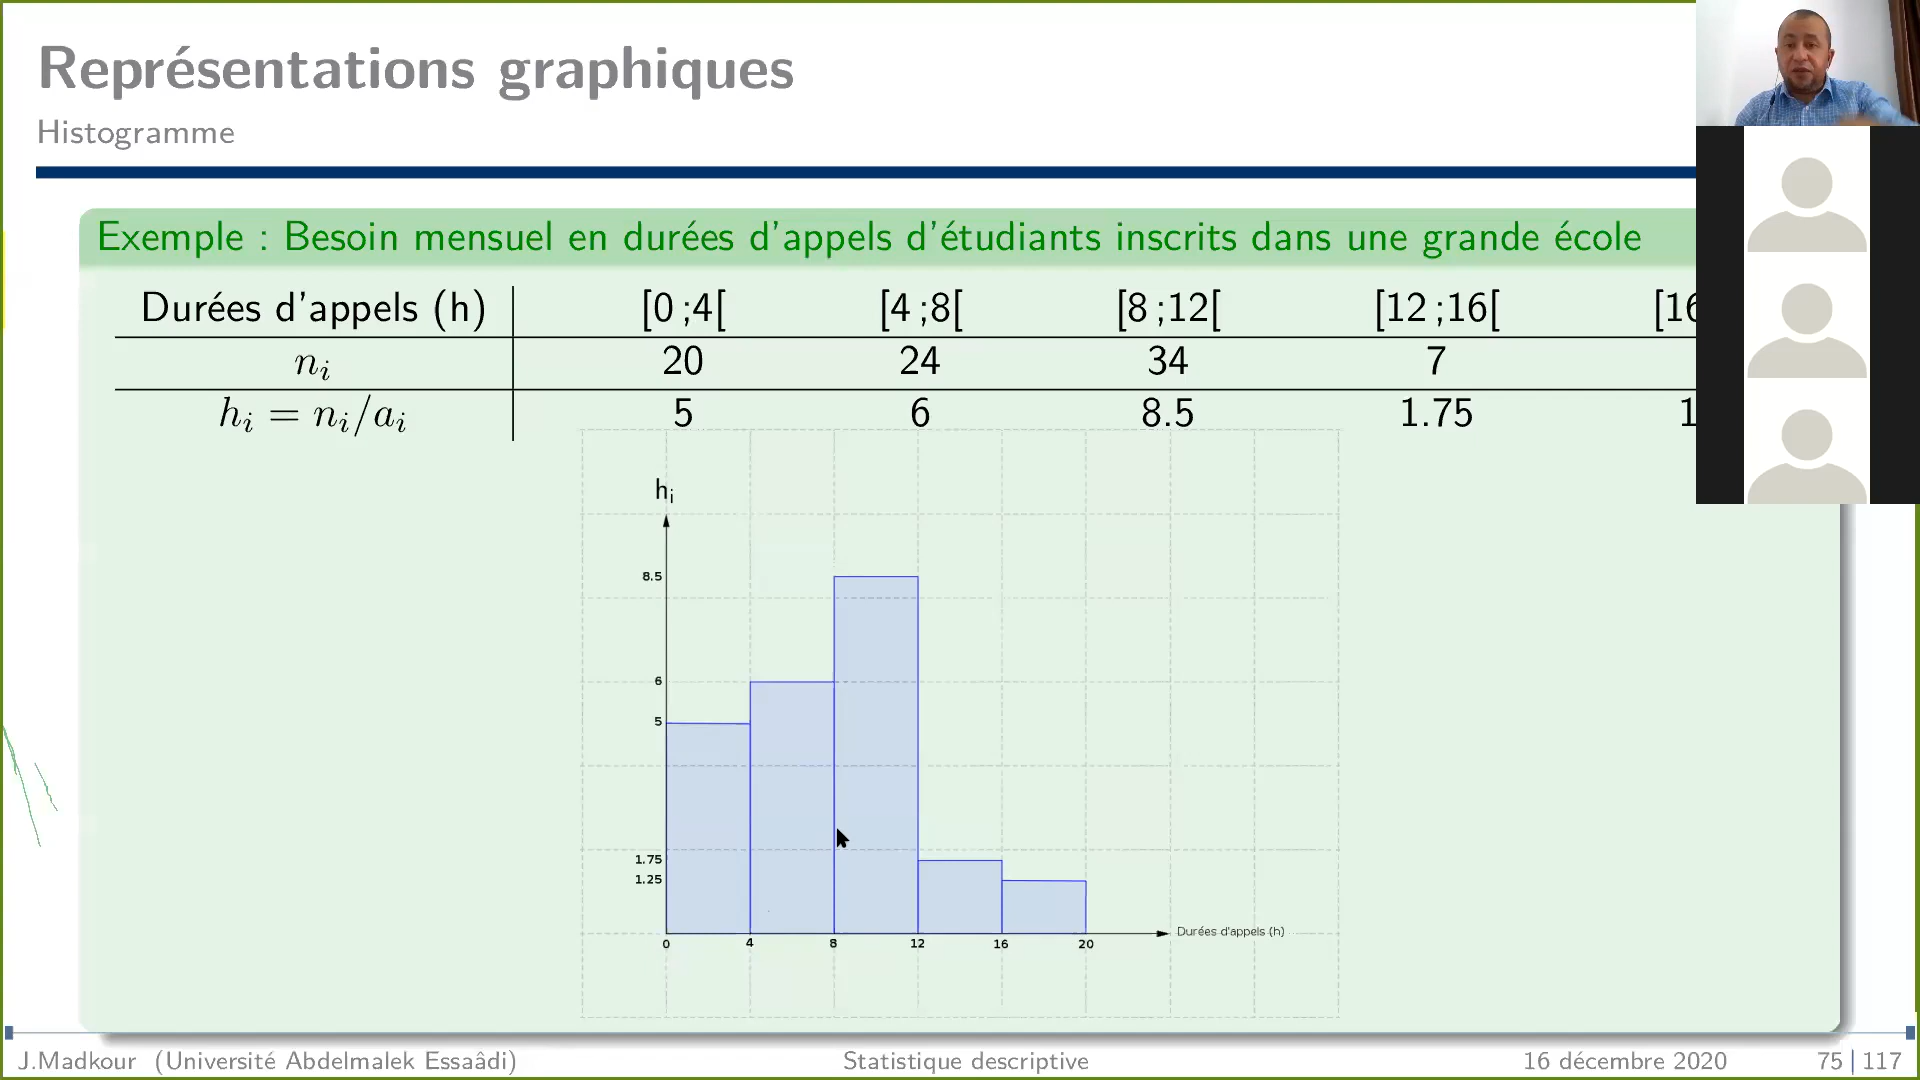 Représentations graphiques
Histogramme
Exemple : Besoin mensuel en durées d'appels d'étudiants inscrits dans une grande école
Durées d'appels (h) [0 ;4[ [4 ;8[ [8 ;12[ [12 ;16[ [16
nᵢ 20 24 34 7
hᵢ = nᵢ/aᵢ 5 6 8.5 1.75 1
hᵢ
8.5
6
5
1.75
1.25
0 4 8 12 16 20 Durées d'appels (h)
J.Madkour (Université Abdelmalek Essaâdi) Statistique descriptive 16 décembre 2020 75 | 117